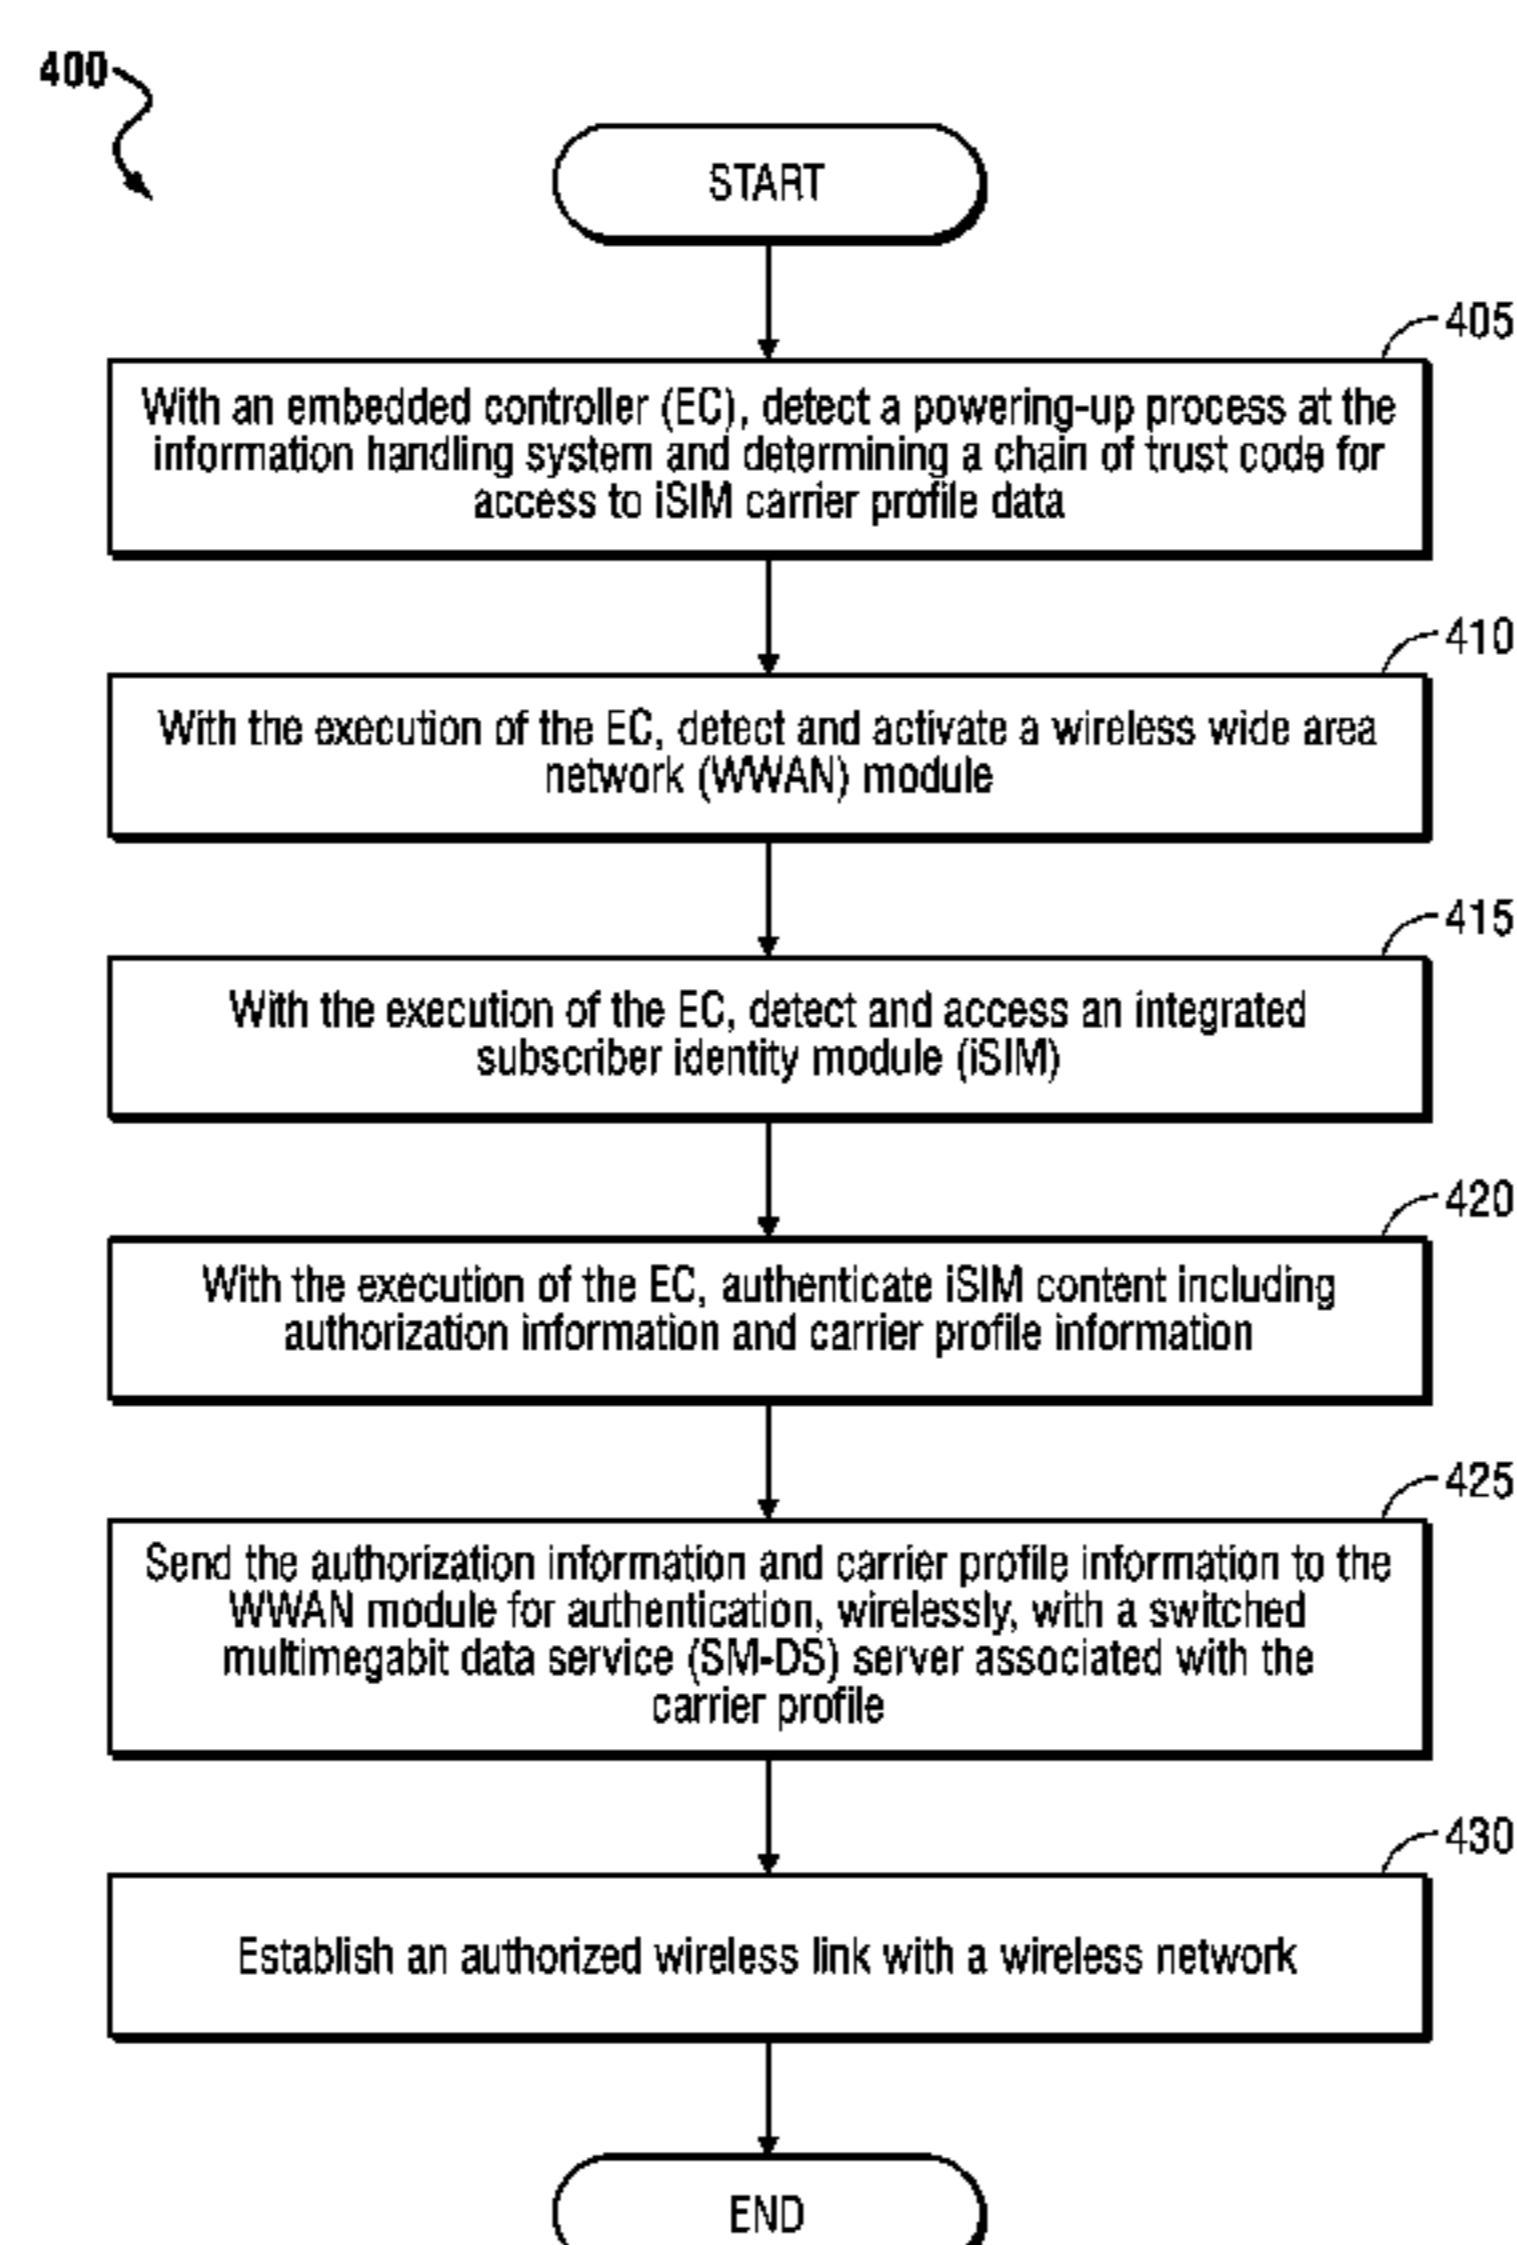 400
START
405
With an embedded controller (EC), detect a powering-up process at the
information handling system and determining a chain of trust code for
access to iSIM carrier profile data
410
With the execution of the EC, detect and activate a wireless wide area
network (WWAN) module
415
With the execution of the EC, detect and access an integrated
subscriber identity module (iSIM)
420
With the execution of the EC, authenticate iSIM content including
authorization information and carrier profile information
425
Send the authorization information and carrier profile information to the
WWAN module for authentication, wirelessly, with a switched
multimegabit data service (SM-DS) server associated with the
carrier profile
430
Establish an authorized wireless link with a wireless network
END